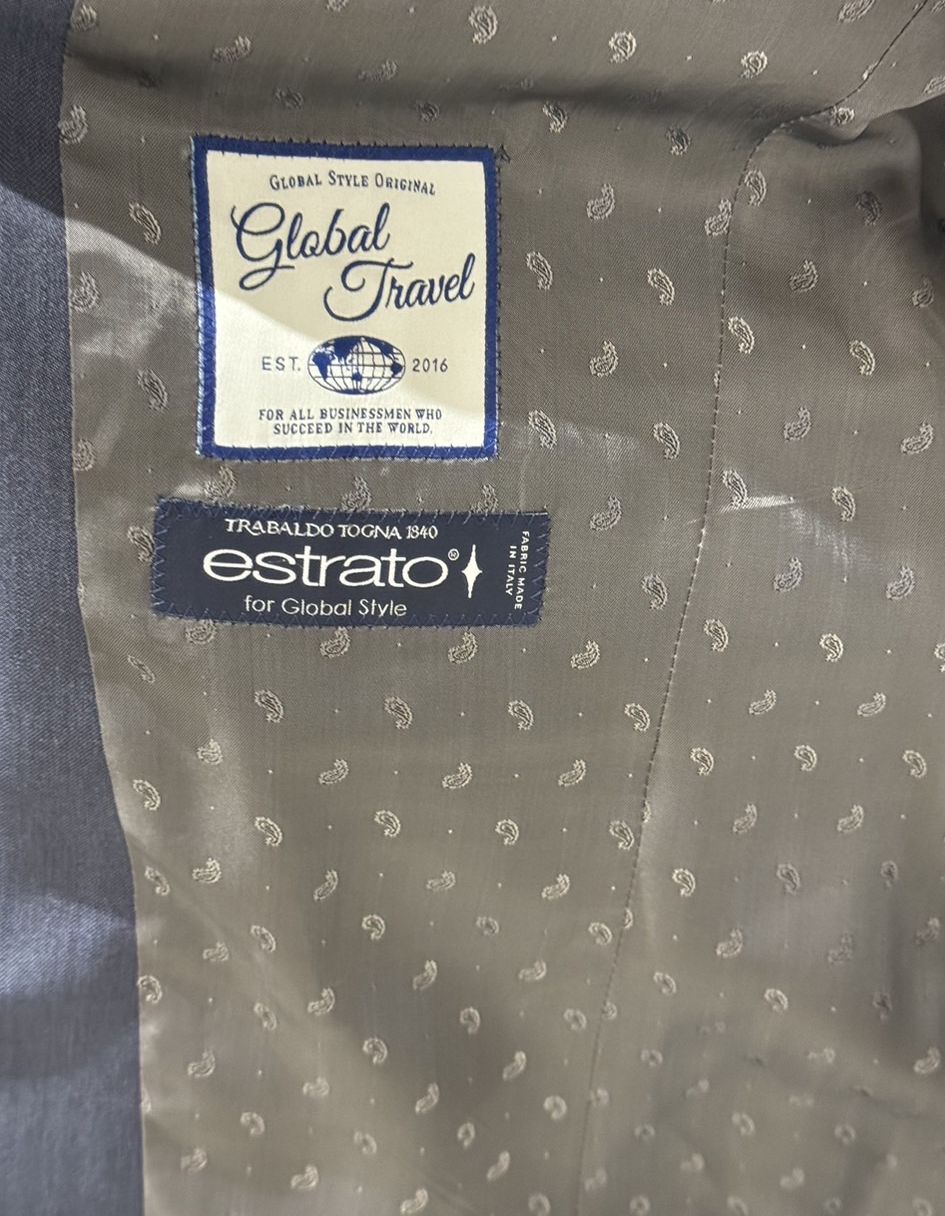 GLOBAL STYLE ORIGINAL
Global
Travel
EST. 2016
FOR ALL BUSINESSMEN WHO
SUCCEED IN THE WORLD.
TRABALDO TOGNA 1840
estrato®
for Global Style
FABRIC MADE
IN ITALY